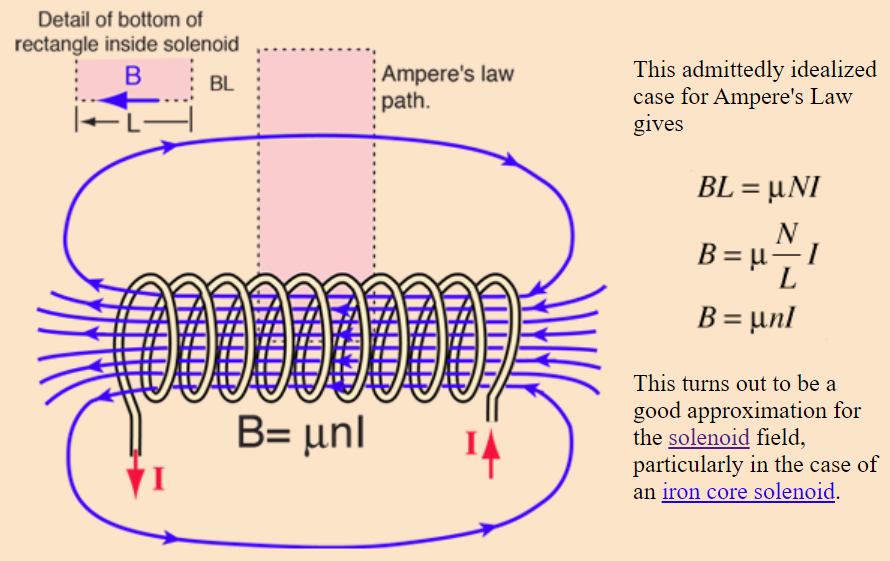 Detail of bottom of
rectangle inside solenoid
B
BL
L
Ampere's law
path.
B= μnI
I
I
This admittedly idealized
case for Ampere's Law
gives
BL = μNI
B = μ N/L I
B = μnI
This turns out to be a
good approximation for
the solenoid field,
particularly in the case of
an iron core solenoid.